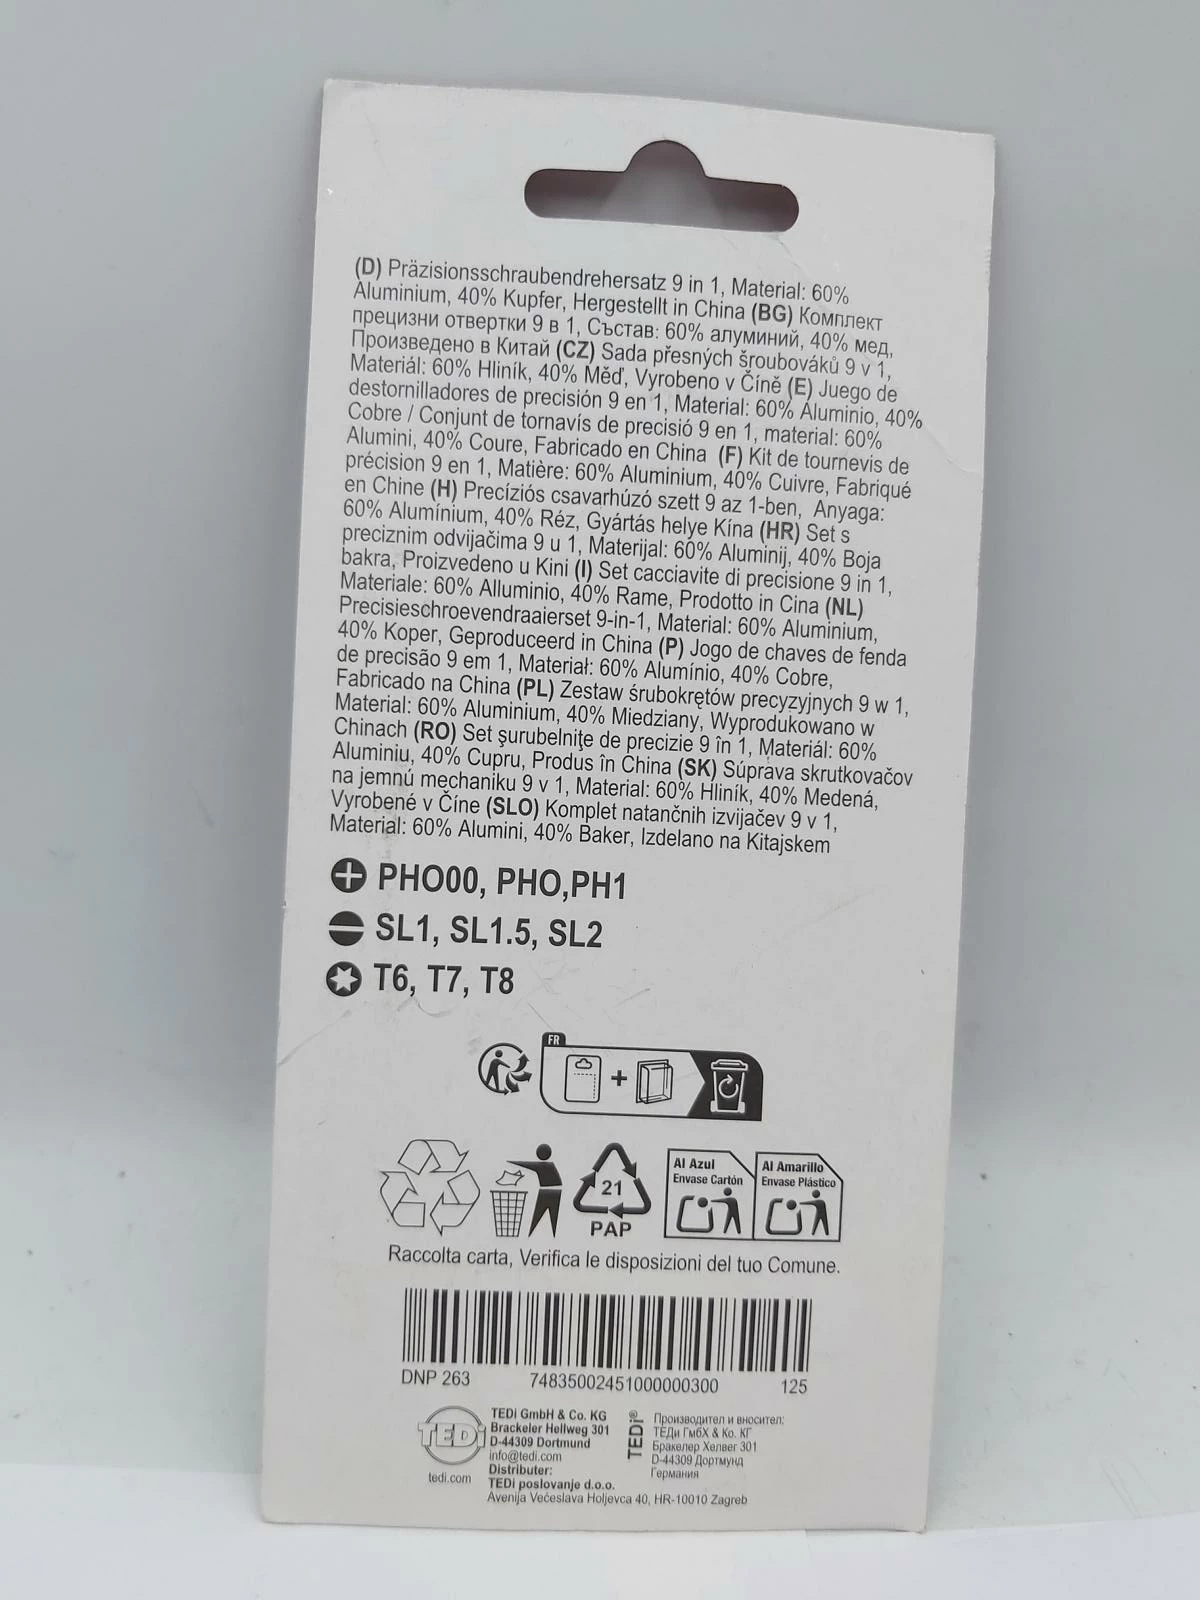 (D) Präzisionsschraubendrehersatz 9 in 1, Material: 60%
Aluminium, 40% Kupfer, Hergestellt in China (BG) Комплект
прецизни отвертки 9 в 1, Състав: 60% алуминий, 40% мед,
Произведено в Китай (CZ) Sada přesných šroubováků 9 v 1,
Materiál: 60% Hliník, 40% Měď, Vyrobeno v Číně (E) Juego de
destornilladores de precisión 9 en 1, Material: 60% Aluminio, 40%
Cobre / Conjunt de tornavís de precisió 9 en 1, material: 60%
Alumini, 40% Coure, Fabricado en China (F) Kit de tournevis de
précision 9 en 1, Matière: 60% Aluminium, 40% Cuivre, Fabriqué
en Chine (H) Precíziós csavarhúzó szett 9 az 1-ben, Anyaga:
60% Alumínium, 40% Réz, Gyártás helye Kína (HR) Set s
preciznim odvijačima 9 u 1, Materijal: 60% Aluminij, 40% Boja
bakra, Proizvedeno u Kini (I) Set cacciavite di precisione 9 in 1,
Materiale: 60% Alluminio, 40% Rame, Prodotto in Cina (NL)
Precisieschroevendraaierset 9-in-1, Material: 60% Aluminium,
40% Koper, Geproduceerd in China (P) Jogo de chaves de fenda
de precisão 9 em 1, Materiał: 60% Alumínio, 40% Cobre,
Fabricado na China (PL) Zestaw śrubokrętów precyzyjnych 9 w 1,
Material: 60% Aluminium, 40% Miedziany, Wyprodukowano w
Chinach (RO) Set şurubelniţe de precizie 9 în 1, Materiál: 60%
Aluminiu, 40% Cupru, Produs în China (SK) Súprava skrutkovačov
na jemnú mechaniku 9 v 1, Material: 60% Hliník, 40% Medená,
Vyrobené v Číne (SLO) Komplet natančnih izvijačev 9 v 1,
Material: 60% Alumini, 40% Baker, Izdelano na Kitajskem
PHO00, PHO,PH1
SL1, SL1.5, SL2
T6, T7, T8
FR
+
21
PAP
Al Azul
Envase Cartón
Al Amarillo
Envase Plástico
Raccolta carta, Verifica le disposizioni del tuo Comune.
DNP 263 74835002451000000300 125
TEDi
tedi.com
TEDi GmbH & Co. KG
Brackeler Hellweg 301
D-44309 Dortmund
info@tedi.com
Distributer:
TEDi poslovanje d.o.o.
Avenija Većeslava Holjevca 40, HR-10010 Zagreb
TEDi®
Производител и вносител:
ТЕДи ГмбХ & Ко. КГ
Бракелер Хелвег 301
D-44309 Дортмунд
Германия